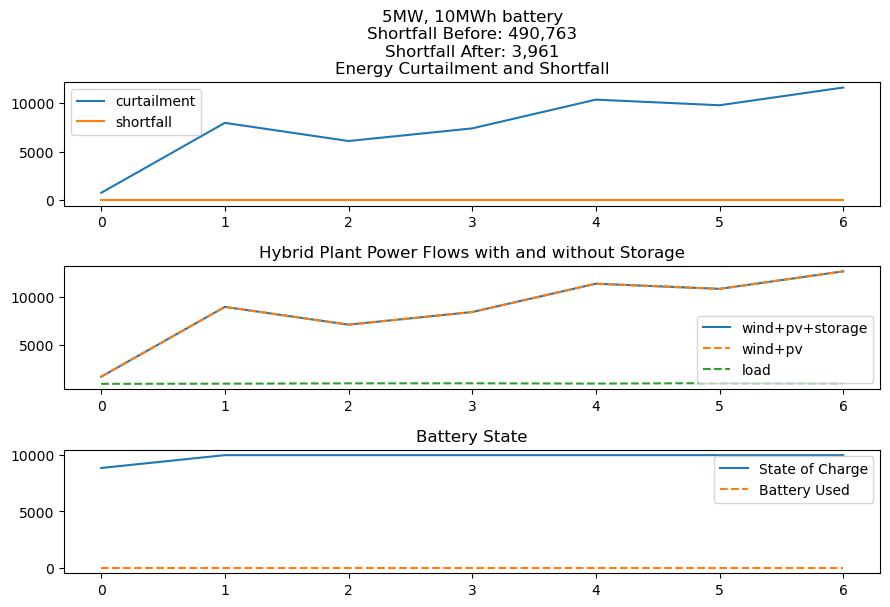 5MW, 10MWh battery
Shortfall Before: 490,763
Shortfall After: 3,961
Energy Curtailment and Shortfall
10000
5000
0
curtailment
shortfall
0 1 2 3 4 5 6
Hybrid Plant Power Flows with and without Storage
10000
5000
wind+pv+storage
wind+pv
load
0 1 2 3 4 5 6
Battery State
10000
5000
0
State of Charge
Battery Used
0 1 2 3 4 5 6